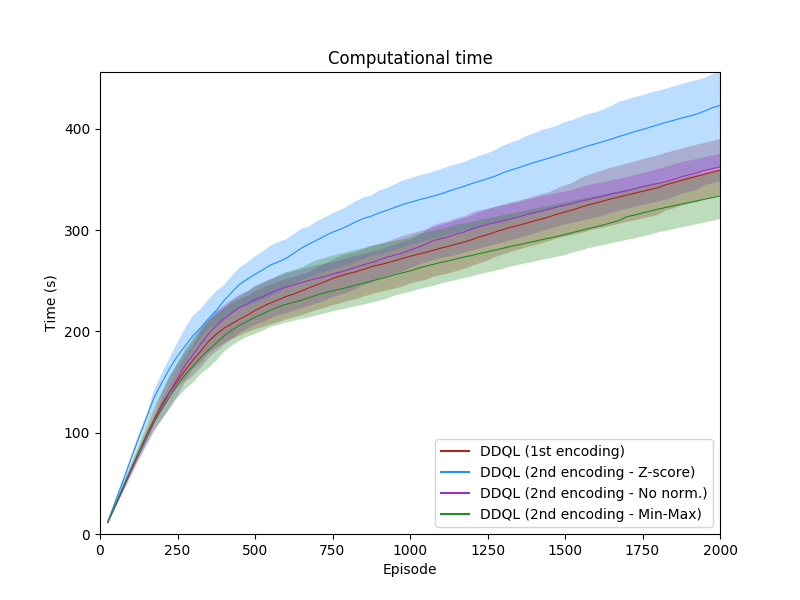 Computational time
Time (s)
400
300
200
100
0
0 250 500 750 1000 1250 1500 1750 2000
Episode
DDQL (1st encoding)
DDQL (2nd encoding - Z-score)
DDQL (2nd encoding - No norm.)
DDQL (2nd encoding - Min-Max)